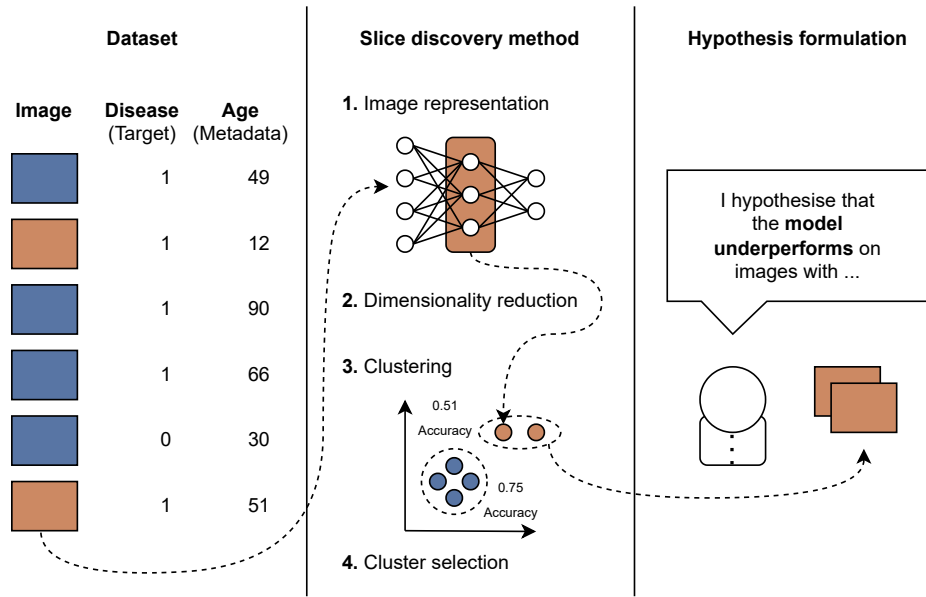 Dataset
Image Disease Age
(Target) (Metadata)
1 49
1 12
1 90
1 66
0 30
1 51
Slice discovery method
1. Image representation
2. Dimensionality reduction
3. Clustering
0.51
Accuracy
0.75
Accuracy
4. Cluster selection
Hypothesis formulation
I hypothesise that
the model
underperforms on
images with ...